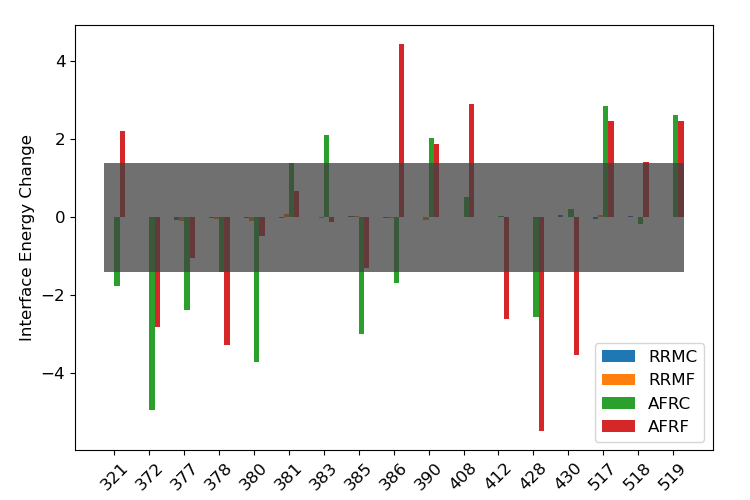 Interface Energy Change
4
2
0
−2
−4
321 372 377 378 380 381 383 385 386 390 408 412 428 430 517 518 519
RRMC
RRMF
AFRC
AFRF